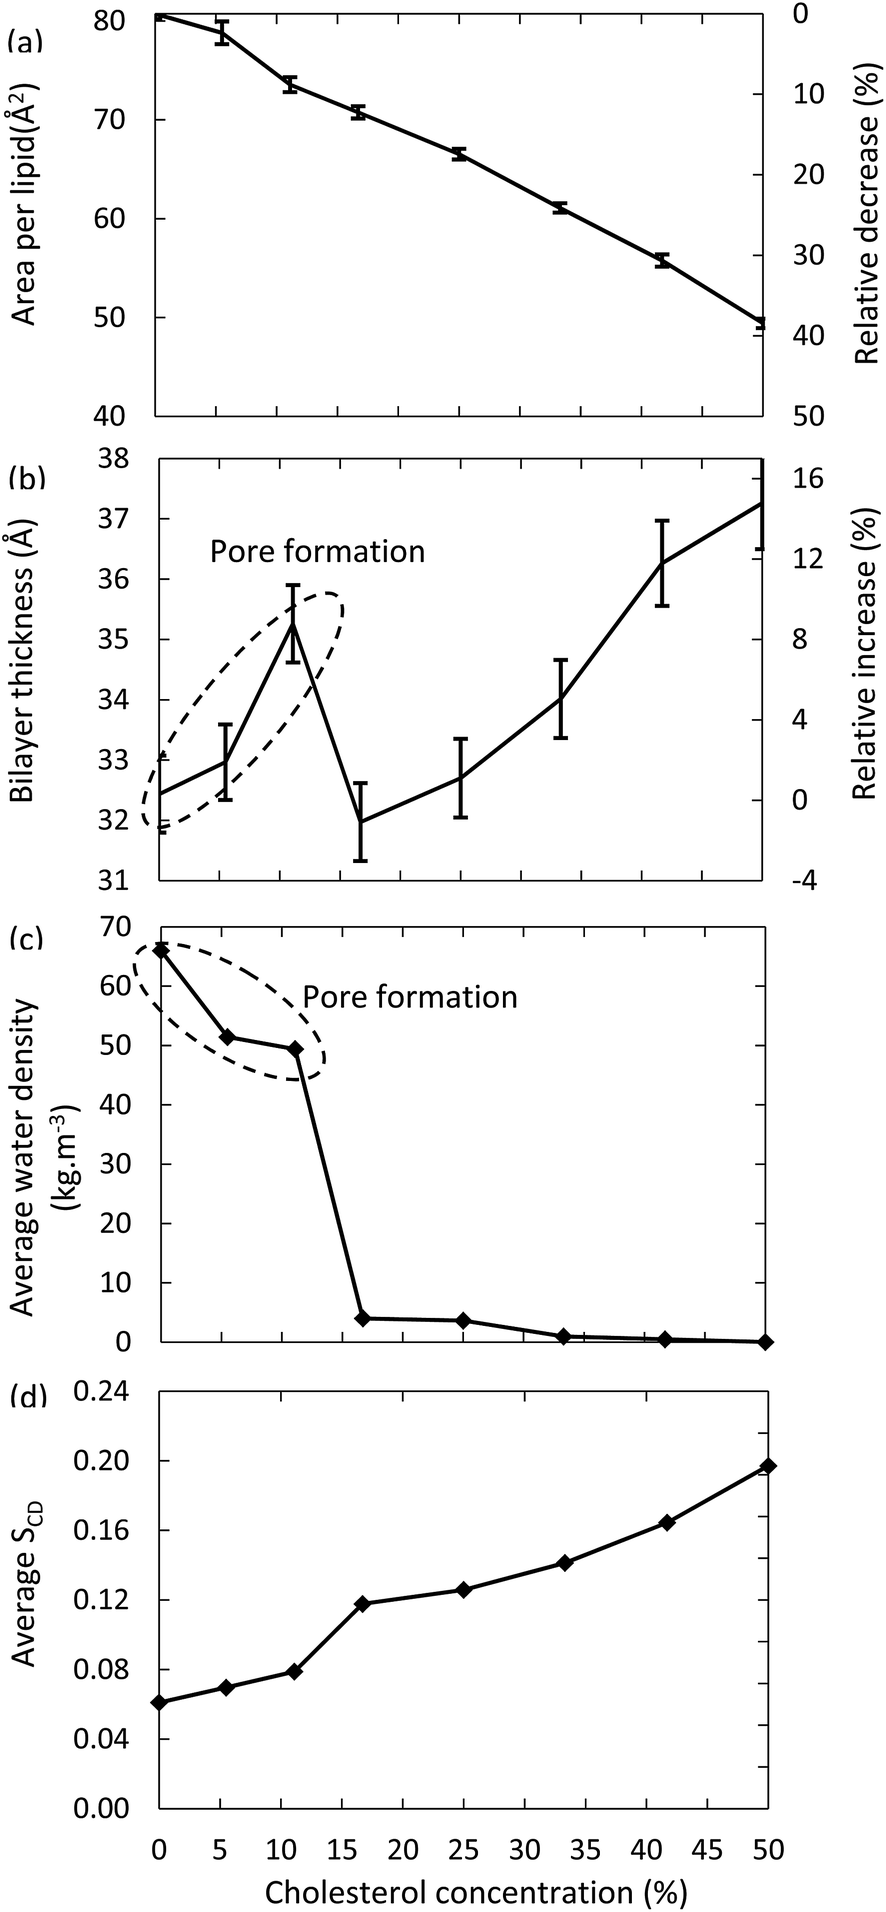 (a)
Area per lipid(Å²)
80
70
60
50
40
0
10
20
30
40
50
Relative decrease (%)
(b)
Bilayer thickness (Å)
38
37
36
35
34
33
32
31
Pore formation
16
12
8
4
0
-4
Relative increase (%)
(c)
Average water density
(kg.m⁻³)
70
60
50
40
30
20
10
0
Pore formation
(d)
Average S_CD
0.24
0.20
0.16
0.12
0.08
0.04
0.00
0 5 10 15 20 25 30 35 40 45 50
Cholesterol concentration (%)